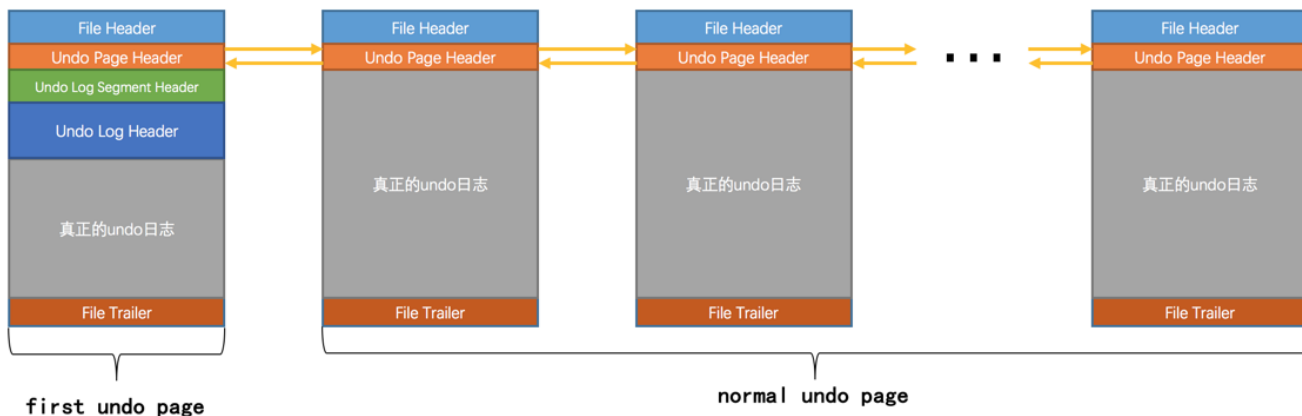 File Header
Undo Page Header
Undo Log Segment Header
Undo Log Header
真正的undo日志
File Trailer
File Header
Undo Page Header
真正的undo日志
File Trailer
File Header
Undo Page Header
真正的undo日志
File Trailer
...
File Header
Undo Page Header
真正的undo日志
File Trailer
first undo page
normal undo page